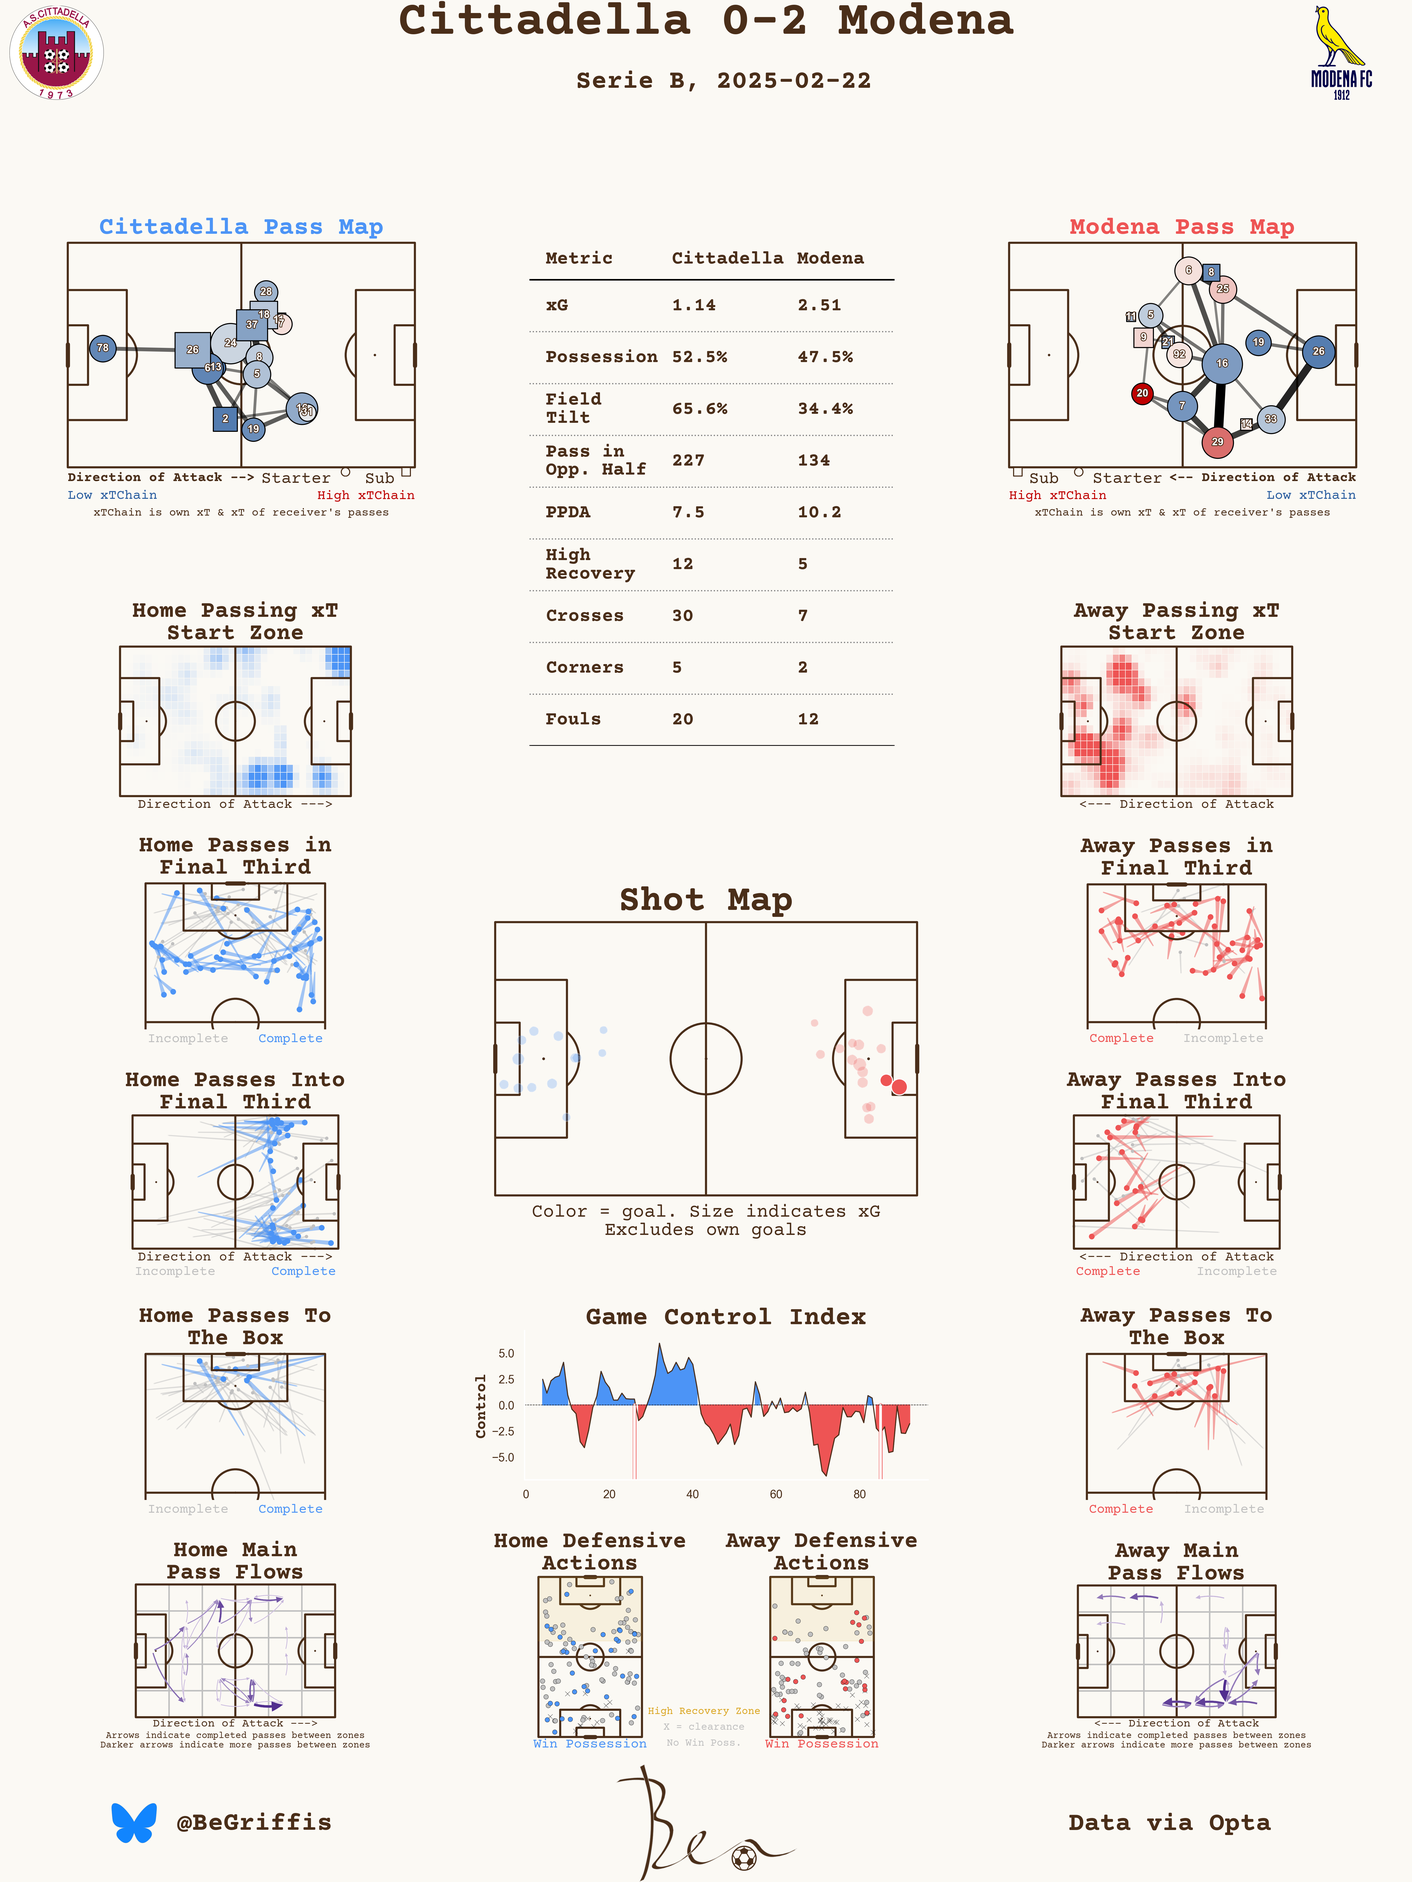 Cittadella 0-2 Modena
Serie B, 2025-02-22
A.S. CITTADELLA
1973
MODENA FC
1912
Cittadella Pass Map
28
18
37
17
24
26
78
8
613
5
2
19
31
Direction of Attack --> Starter Sub
Low xTChain High xTChain
xTChain is own xT & xT of receiver's passes
Metric Cittadella Modena
xG 1.14 2.51
Possession 52.5% 47.5%
Field Tilt 65.6% 34.4%
Pass in Opp. Half 227 134
PPDA 7.5 10.2
High Recovery 12 5
Crosses 30 7
Corners 5 2
Fouls 20 12
Modena Pass Map
6
8
25
11
5
9
21
92
19
26
16
20
7
14
33
29
Sub Starter <-- Direction of Attack
High xTChain Low xTChain
xTChain is own xT & xT of receiver's passes
Home Passing xT
Start Zone
Direction of Attack --->
Away Passing xT
Start Zone
<--- Direction of Attack
Home Passes in
Final Third
Incomplete Complete
Away Passes in
Final Third
Complete Incomplete
Shot Map
Color = goal. Size indicates xG
Excludes own goals
Home Passes Into
Final Third
Direction of Attack --->
Incomplete Complete
Away Passes Into
Final Third
<--- Direction of Attack
Complete Incomplete
Home Passes To
The Box
Incomplete Complete
Game Control Index
Control
5.0
2.5
0.0
−2.5
−5.0
0 20 40 60 80
Away Passes To
The Box
Complete Incomplete
Home Main
Pass Flows
Direction of Attack --->
Arrows indicate completed passes between zones
Darker arrows indicate more passes between zones
Home Defensive
Actions
Win Possession
High Recovery Zone
X = clearance
No Win Poss.
Away Defensive
Actions
Win Possession
Away Main
Pass Flows
<--- Direction of Attack
Arrows indicate completed passes between zones
Darker arrows indicate more passes between zones
@BeGriffis
Ben
Data via Opta